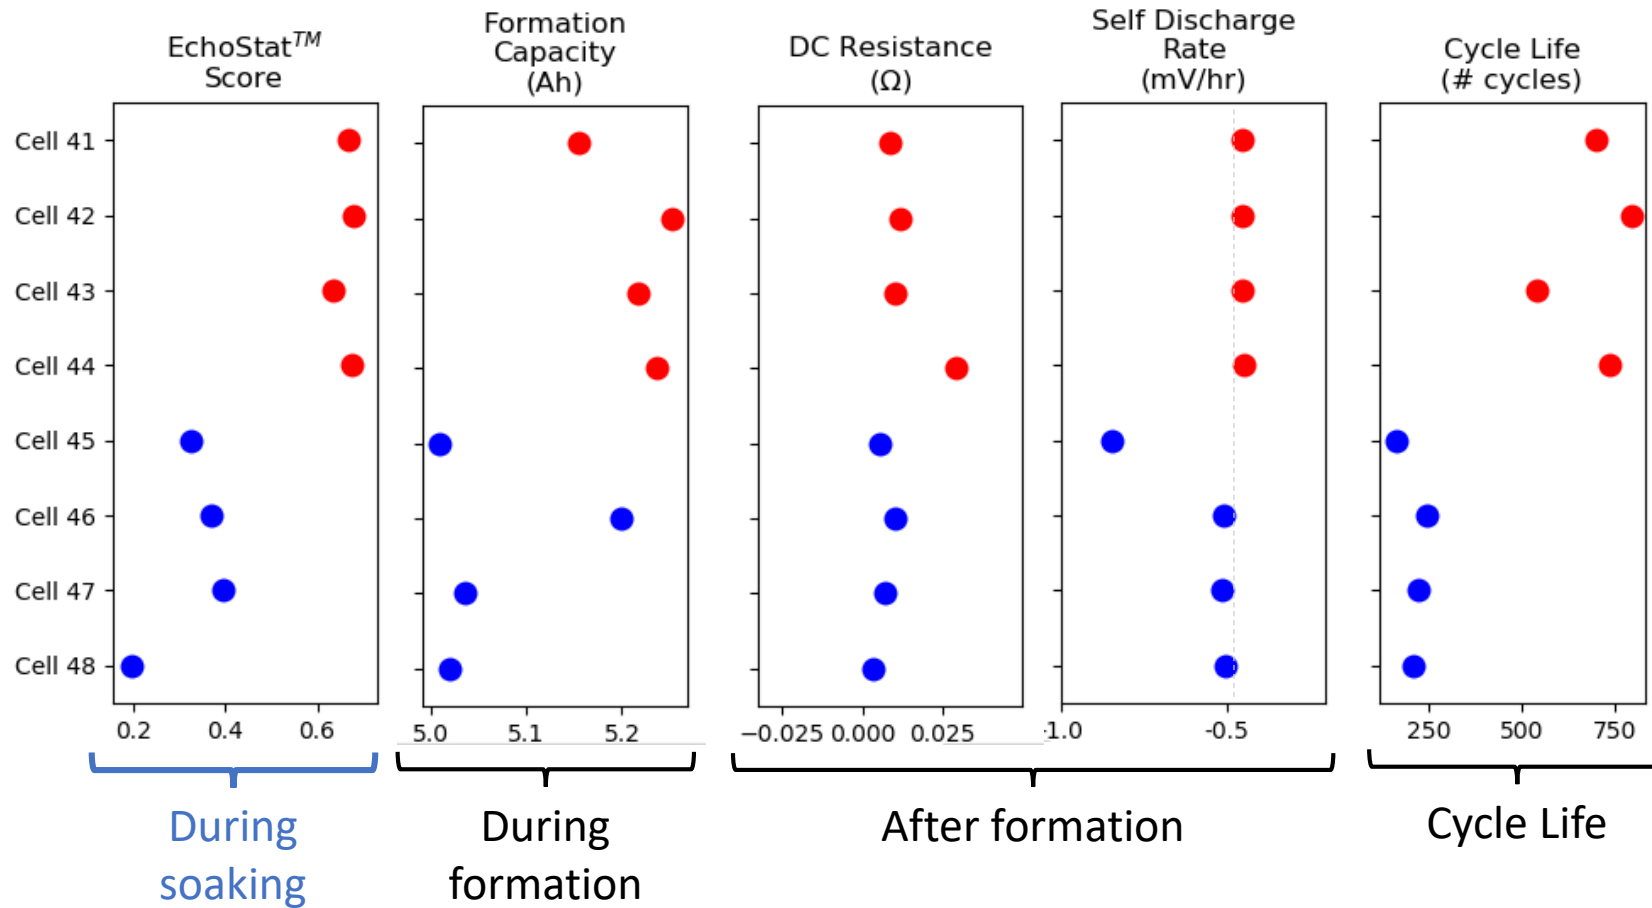 EchoStat™
Score
Formation
Capacity
(Ah)
DC Resistance
(Ω)
Self Discharge
Rate
(mV/hr)
Cycle Life
(# cycles)
Cell 41
Cell 42
Cell 43
Cell 44
Cell 45
Cell 46
Cell 47
Cell 48
0.2 0.4 0.6
5.0 5.1 5.2
−0.025 0.000 0.025
-1.0 -0.5
250 500 750
During
soaking
During
formation
After formation
Cycle Life